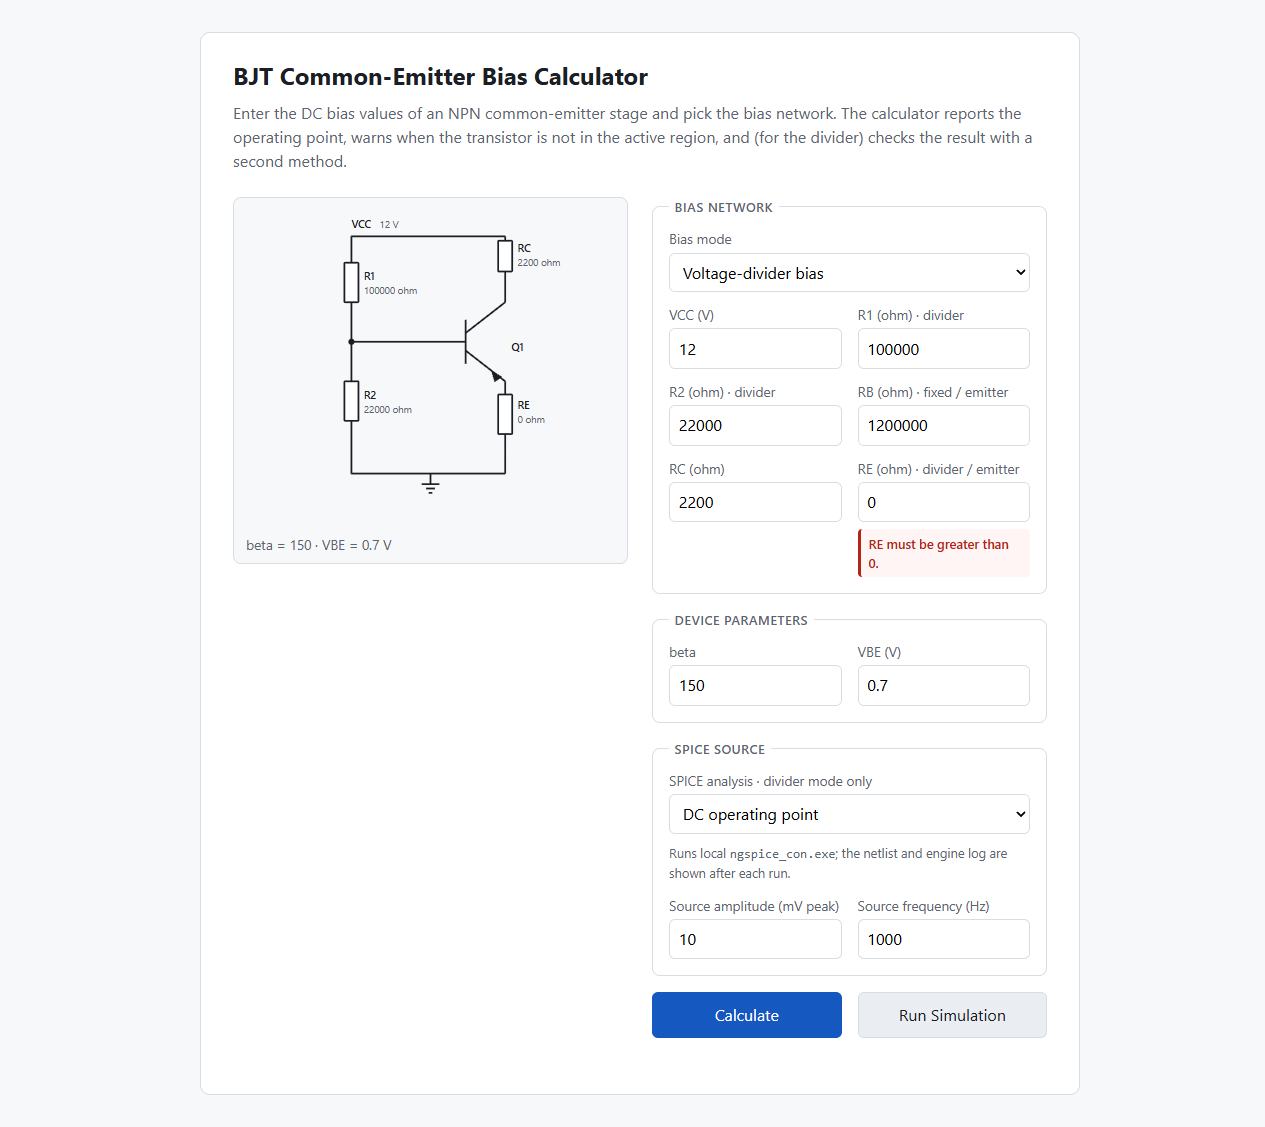 BJT Common-Emitter Bias Calculator
Enter the DC bias values of an NPN common-emitter stage and pick the bias network. The calculator reports the
operating point, warns when the transistor is not in the active region, and (for the divider) checks the result with a
second method.
VCC 12 V
RC
2200 ohm
R1
100000 ohm
Q1
R2
22000 ohm
RE
0 ohm
beta = 150 · VBE = 0.7 V
BIAS NETWORK
Bias mode
Voltage-divider bias
VCC (V)
R1 (ohm) · divider
12
100000
R2 (ohm) · divider
RB (ohm) · fixed / emitter
22000
1200000
RC (ohm)
RE (ohm) · divider / emitter
2200
0
RE must be greater than
0.
DEVICE PARAMETERS
beta
VBE (V)
150
0.7
SPICE SOURCE
SPICE analysis · divider mode only
DC operating point
Runs local ngspice_con.exe; the netlist and engine log are
shown after each run.
Source amplitude (mV peak)
Source frequency (Hz)
10
1000
Calculate
Run Simulation